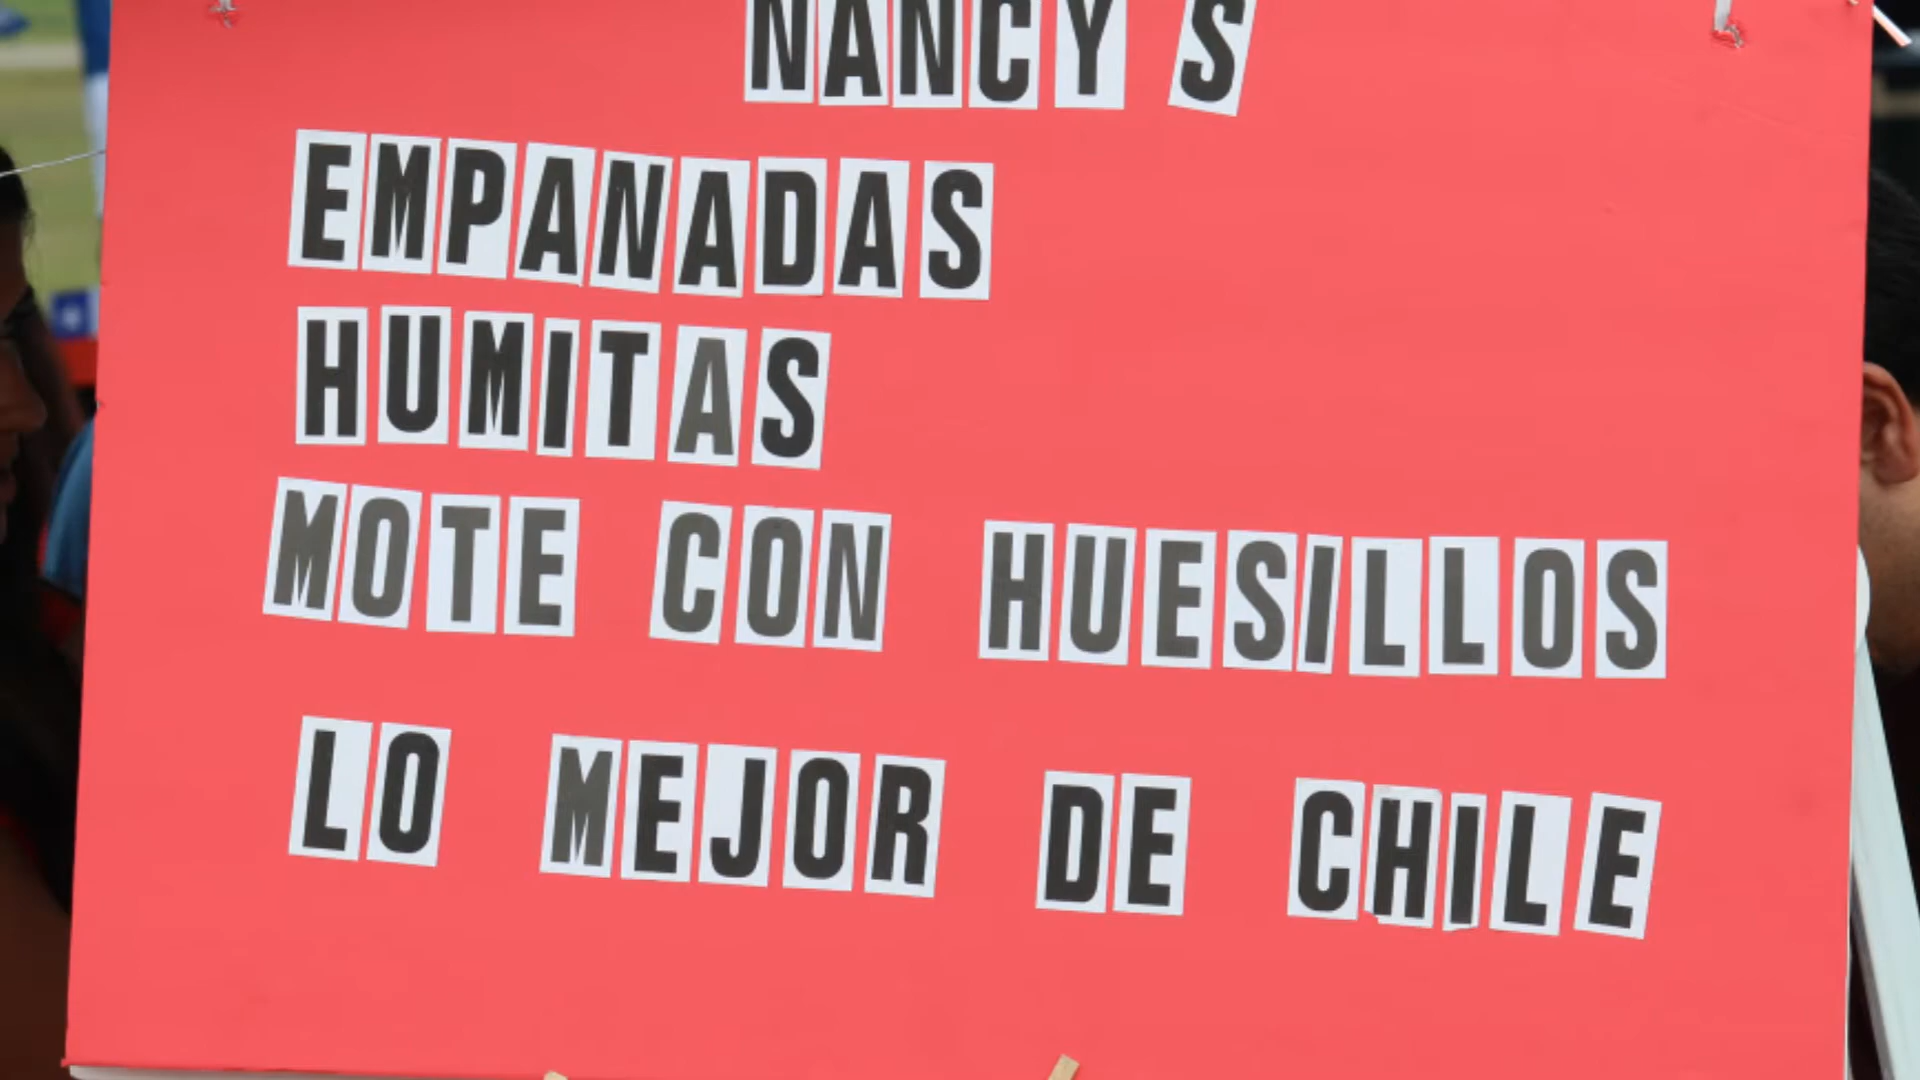 NANCY S
EMPANADAS
HUMITAS
MOTE CON HUESILLOS
LO MEJOR DE CHILE